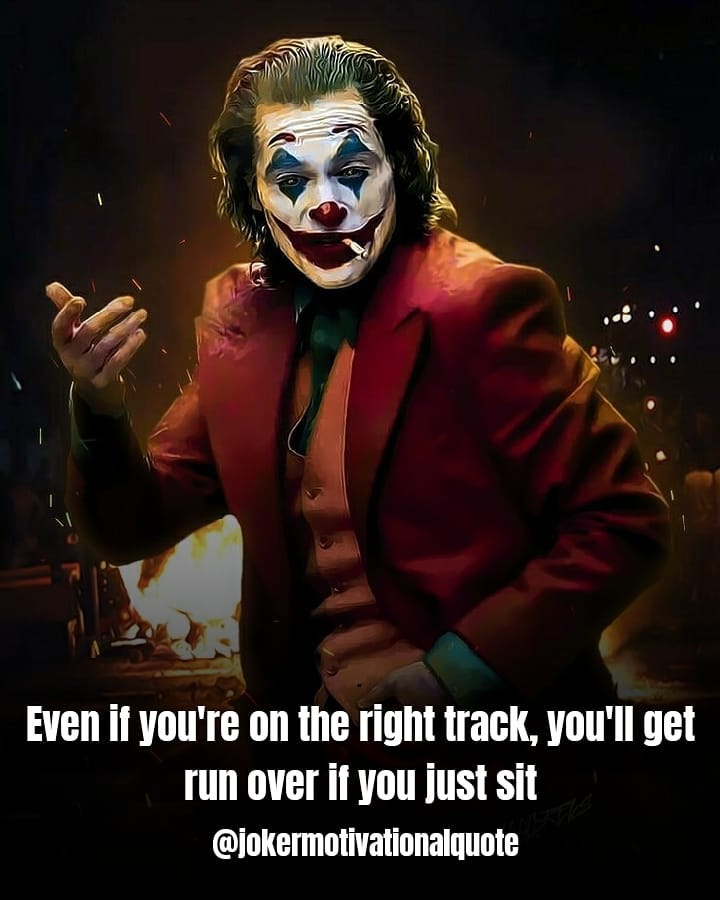 Even if you're on the right track, you'll get
run over if you just sit
@jokermotivationalquote